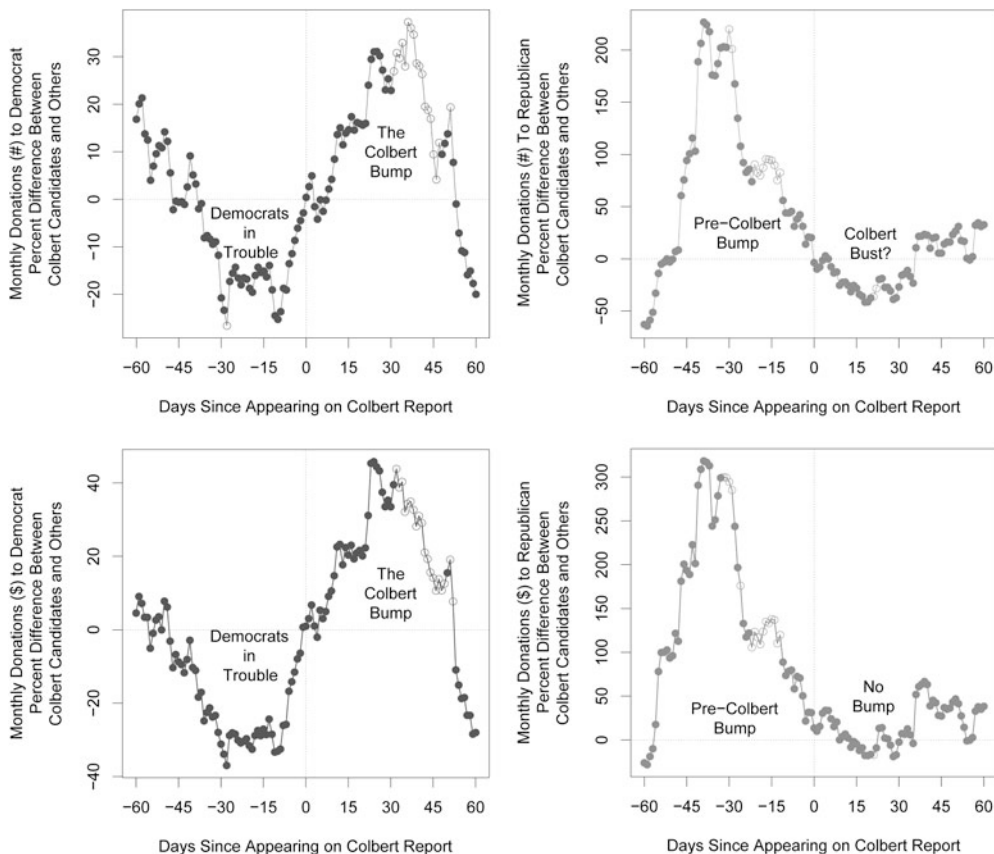 Monthly Donations (#) to Democrat
Percent Difference Between
Colbert Candidates and Others
30
20
10
0
−20
Democrats
in
Trouble
The
Colbert
Bump
−60 −45 −30 −15 0 15 30 45 60
Days Since Appearing on Colbert Report
Monthly Donations (#) To Republican
Percent Difference Between
Colbert Candidates and Others
200
150
100
50
0
−50
Pre−Colbert
Bump
Colbert
Bust?
−60 −45 −30 −15 0 15 30 45 60
Days Since Appearing on Colbert Report
Monthly Donations ($) to Democrat
Percent Difference Between
Colbert Candidates and Others
40
20
0
−20
−40
Democrats
in
Trouble
The
Colbert
Bump
−60 −45 −30 −15 0 15 30 45 60
Days Since Appearing on Colbert Report
Monthly Donations ($) to Republican
Percent Difference Between
Colbert Candidates and Others
300
250
200
150
100
50
0
Pre−Colbert
Bump
No
Bump
−60 −45 −30 −15 0 15 30 45 60
Days Since Appearing on Colbert Report